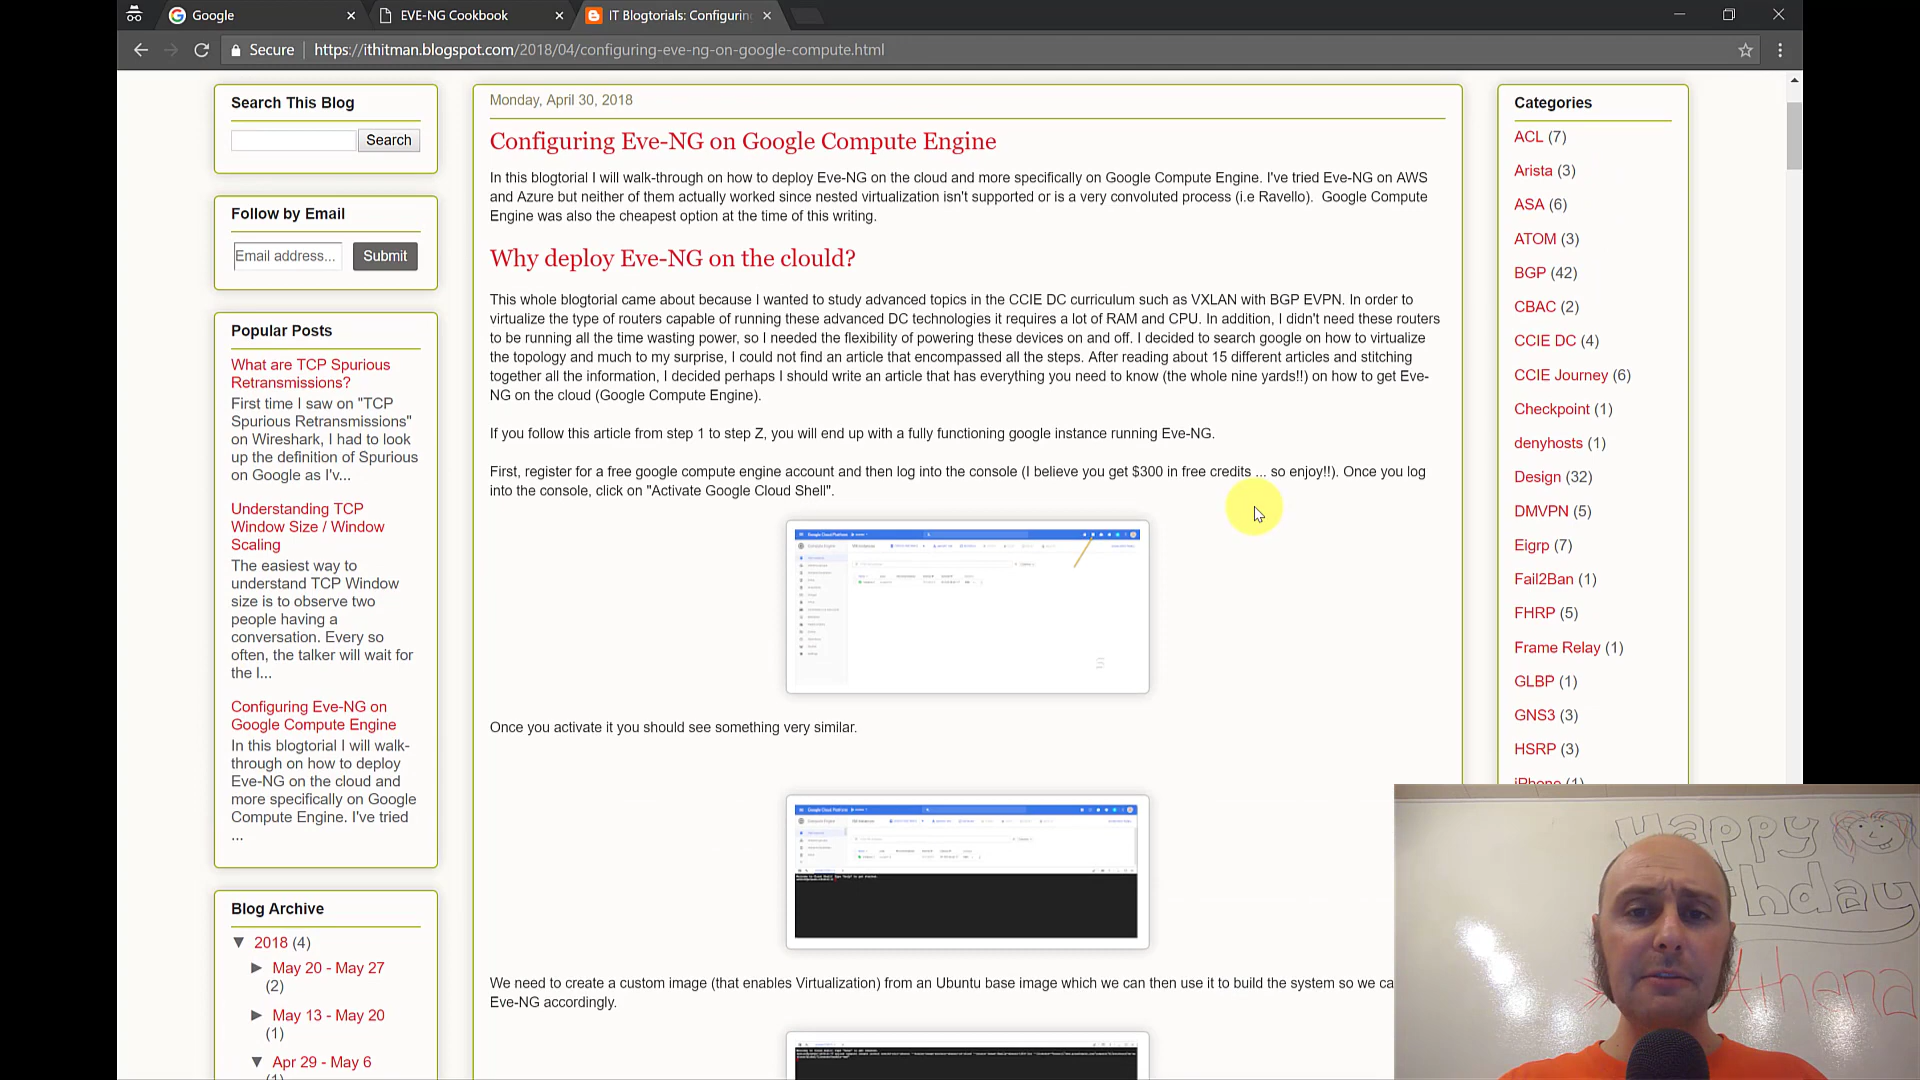 Google
EVE-NG Cookbook
IT Blogtorials: Configuring
Secure
https://ithitman.blogspot.com/2018/04/configuring-eve-ng-on-google-compute.html
Search This Blog
Search
Follow by Email
Email address...
Submit
Popular Posts
What are TCP Spurious
Retransmissions?
First time I saw on "TCP
Spurious Retransmissions"
on Wireshark, I had to look
up the definition of Spurious
on Google as I'v...
Understanding TCP
Window Size / Window
Scaling
The easiest way to
understand TCP Window
size is to observe two
people having a
conversation. Every so
often, the talker will wait for
the l...
Configuring Eve-NG on
Google Compute Engine
In this blogtorial I will walk-
through on how to deploy
Eve-NG on the cloud and
more specifically on Google
Compute Engine. I've tried
...
Blog Archive
▼ 2018 (4)
► May 20 - May 27
(2)
► May 13 - May 20
(1)
▼ Apr 29 - May 6
Monday, April 30, 2018
Configuring Eve-NG on Google Compute Engine
In this blogtorial I will walk-through on how to deploy Eve-NG on the cloud and more specifically on Google Compute Engine. I've tried Eve-NG on AWS
and Azure but neither of them actually worked since nested virtualization isn't supported or is a very convoluted process (i.e Ravello).  Google Compute
Engine was also the cheapest option at the time of this writing.
Why deploy Eve-NG on the clould?
This whole blogtorial came about because I wanted to study advanced topics in the CCIE DC curriculum such as VXLAN with BGP EVPN. In order to
virtualize the type of routers capable of running these advanced DC technologies it requires a lot of RAM and CPU. In addition, I didn't need these routers
to be running all the time wasting power, so I needed the flexibility of powering these devices on and off. I decided to search google on how to virtualize
the topology and much to my surprise, I could not find an article that encompassed all the steps. After reading about 15 different articles and stitching
together all the information, I decided perhaps I should write an article that has everything you need to know (the whole nine yards!!) on how to get Eve-
NG on the cloud (Google Compute Engine).
If you follow this article from step 1 to step Z, you will end up with a fully functioning google instance running Eve-NG.
First, register for a free google compute engine account and then log into the console (I believe you get $300 in free credits ... so enjoy!!). Once you log
into the console, click on "Activate Google Cloud Shell".
Google Cloud Platform
Once you activate it you should see something very similar.
Google Cloud Platform
We need to create a custom image (that enables Virtualization) from an Ubuntu base image which we can then use it to build the system so we ca
Eve-NG accordingly.
Categories
ACL (7)
Arista (3)
ASA (6)
ATOM (3)
BGP (42)
CBAC (2)
CCIE DC (4)
CCIE Journey (6)
Checkpoint (1)
denyhosts (1)
Design (32)
DMVPN (5)
Eigrp (7)
Fail2Ban (1)
FHRP (5)
Frame Relay (1)
GLBP (1)
GNS3 (3)
HSRP (3)
iPhone (1)
Happy
Athena